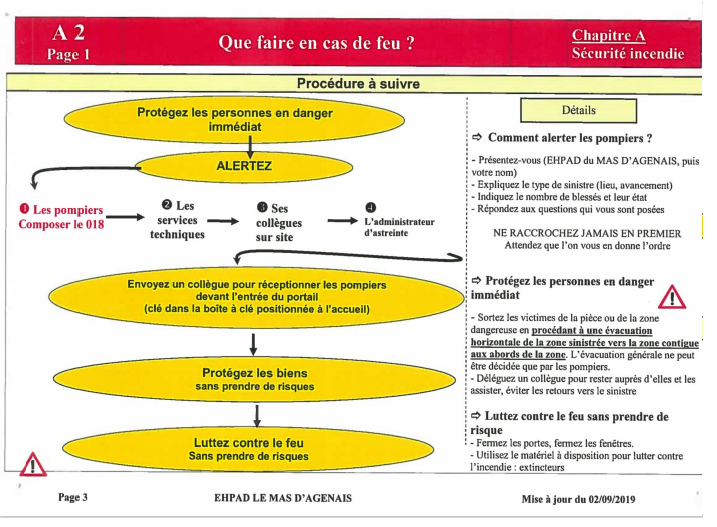 A 2
Page 1
Que faire en cas de feu ?
Chapitre A
Sécurité incendie
Procédure à suivre
Protégez les personnes en danger
immédiat
ALERTEZ
❶ Les pompiers
Composer le 018
❷ Les
services
techniques
❸ Ses
collègues
sur site
❹
L'administrateur
d'astreinte
Envoyez un collègue pour réceptionner les pompiers
devant l'entrée du portail
(clé dans la boîte à clé positionnée à l'accueil)
Protégez les biens
sans prendre de risques
Luttez contre le feu
Sans prendre de risques
Détails
⇨ Comment alerter les pompiers ?
- Présentez-vous (EHPAD du MAS D'AGENAIS, puis
votre nom)
- Expliquez le type de sinistre (lieu, avancement)
- Indiquez le nombre de blessés et leur état
- Répondez aux questions qui vous sont posées
NE RACCROCHEZ JAMAIS EN PREMIER
Attendez que l'on vous en donne l'ordre
⇨ Protégez les personnes en danger
immédiat
- Sortez les victimes de la pièce ou de la zone
dangereuse en procédant à une évacuation
horizontale de la zone sinistrée vers la zone contigue
aux abords de la zone. L'évacuation générale ne peut
être décidée que par les pompiers.
- Déléguez un collègue pour rester auprès d'elles et les
assister, éviter les retours vers le sinistre
⇨ Luttez contre le feu sans prendre de
risque
- Fermez les portes, fermez les fenêtres.
- Utilisez le matériel à disposition pour lutter contre
l'incendie : extincteurs
Page 3
EHPAD LE MAS D'AGENAIS
Mise à jour du 02/09/2019